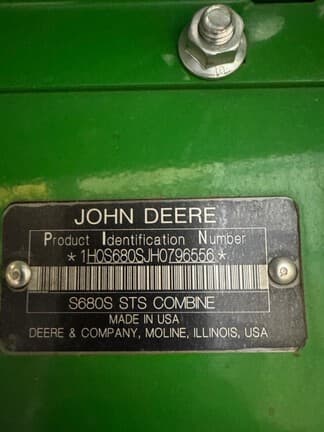 JOHN DEERE
Product Identification Number
*1H0S680SJH0796556*
S680S STS COMBINE
MADE IN USA
DEERE & COMPANY, MOLINE, ILLINOIS, USA